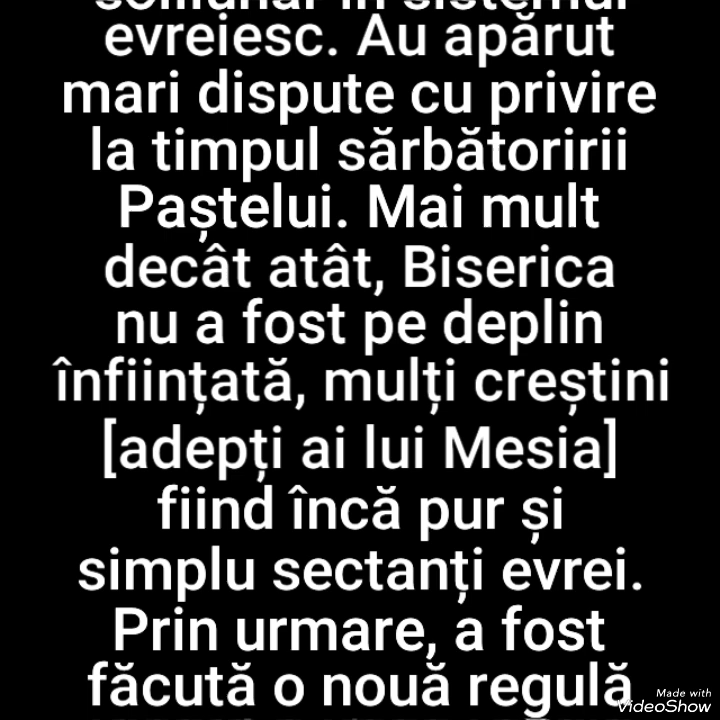 evreiesc. Au apărut
mari dispute cu privire
la timpul sărbătoririi
Paștelui. Mai mult
decât atât, Biserica
nu a fost pe deplin
înființată, mulți creștini
[adepți ai lui Mesia]
fiind încă pur și
simplu sectanți evrei.
Prin urmare, a fost
făcută o nouă regulă
Made with
VideoShow